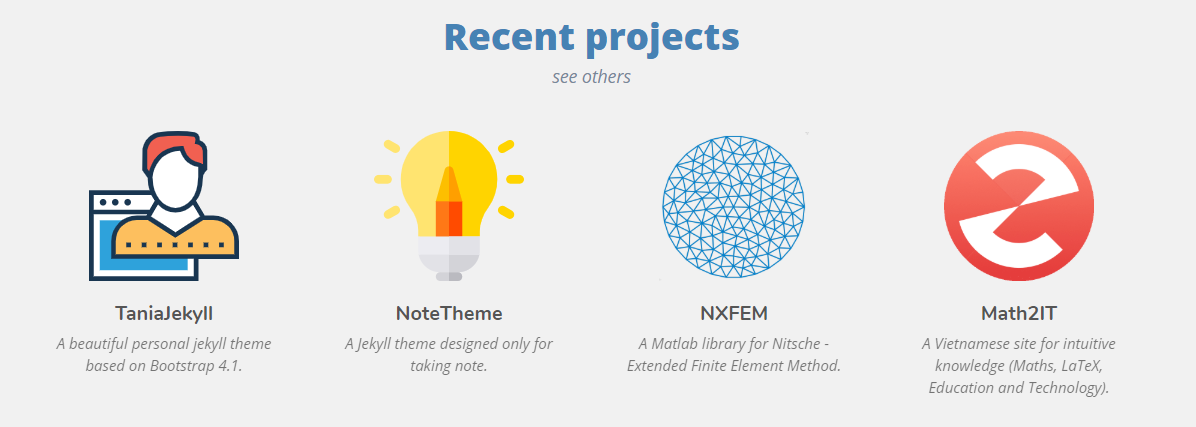 Recent projects
see others
TaniaJekyll
A beautiful personal jekyll theme
based on Bootstrap 4.1.
NoteTheme
A Jekyll theme designed only for
taking note.
NXFEM
A Matlab library for Nitsche -
Extended Finite Element Method.
Math2IT
A Vietnamese site for intuitive
knowledge (Maths, LaTeX,
Education and Technology).